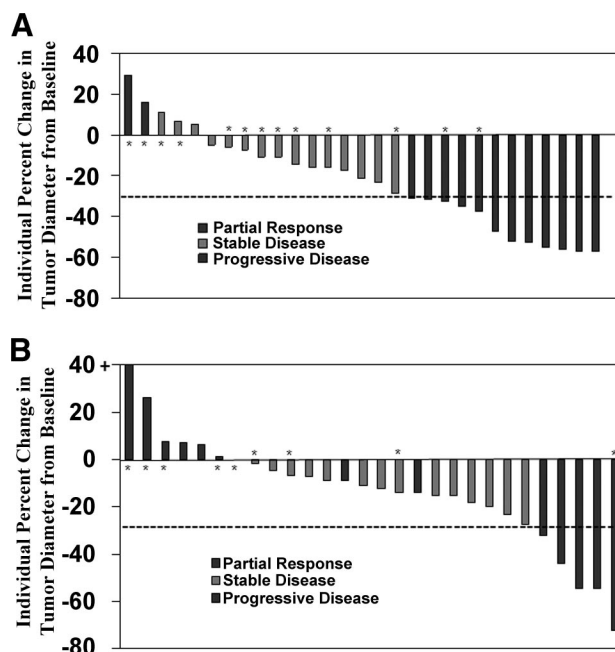 A
Individual Percent Change in
Tumor Diameter from Baseline
40
20
0
-20
-40
-60
-80
* * * *
* * * * * * * * *
Partial Response
Stable Disease
Progressive Disease
B
Individual Percent Change in
Tumor Diameter from Baseline
40 +
20
0
-20
-40
-60
-80
* * * * *
* * * *
Partial Response
Stable Disease
Progressive Disease